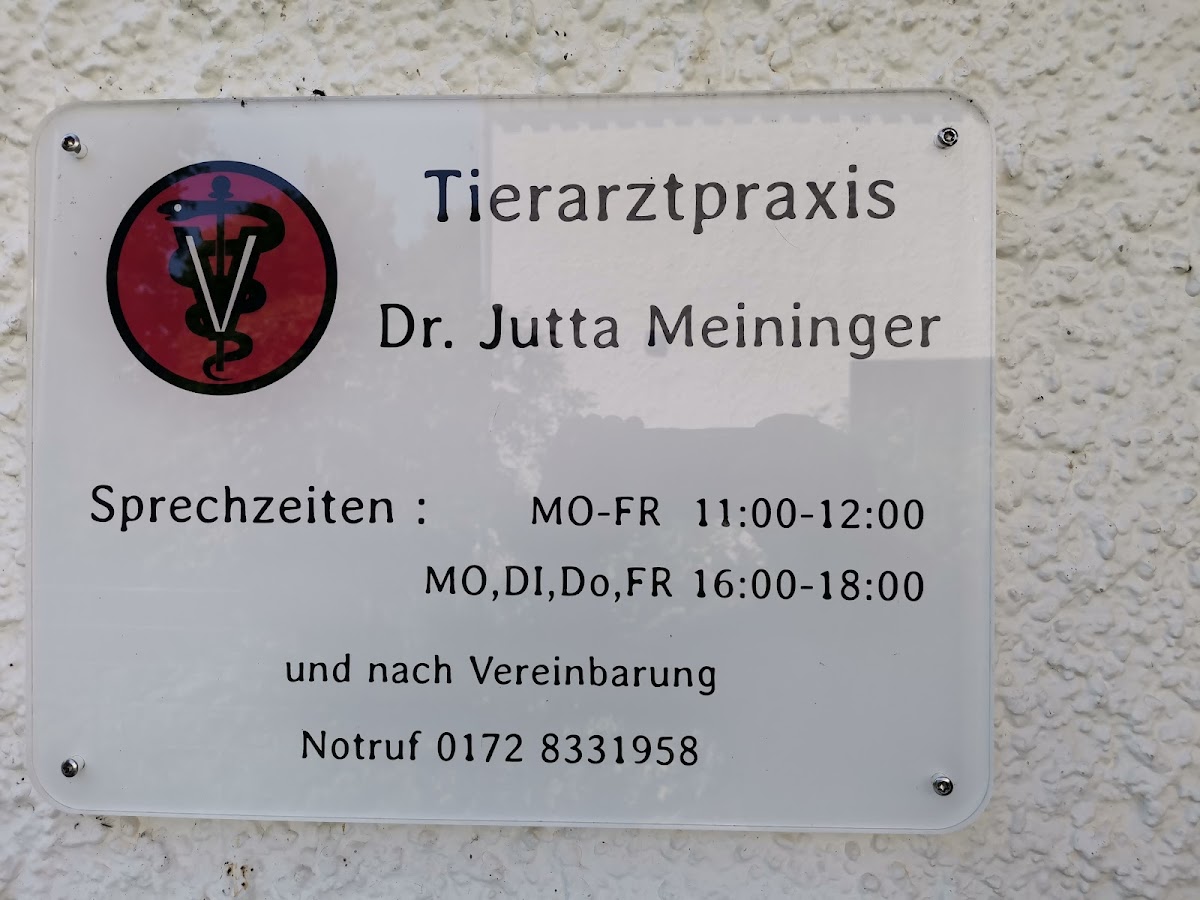 V
Tierarztpraxis
Dr. Jutta Meininger
Sprechzeiten : MO-FR 11:00-12:00
MO,DI,Do,FR 16:00-18:00
und nach Vereinbarung
Notruf 0172 8331958